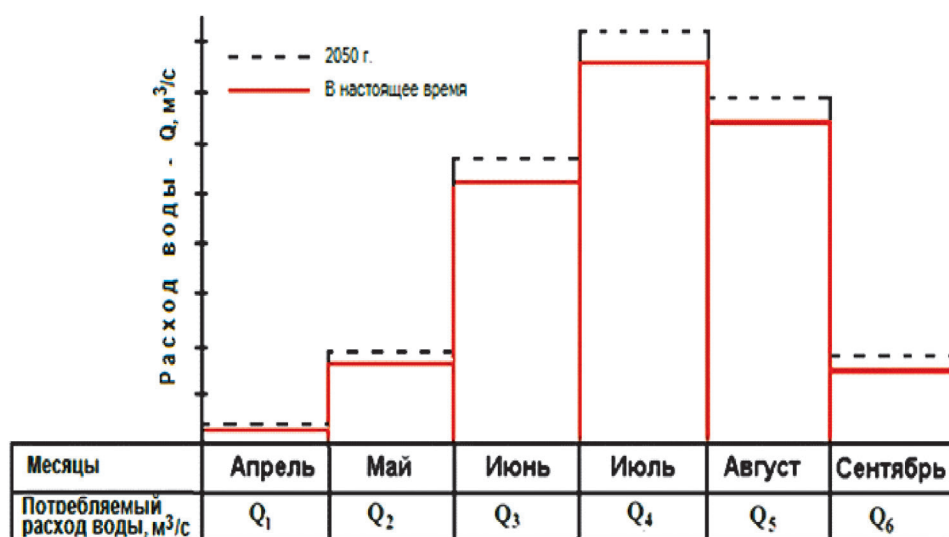 2050 г.
В настоящее время
Расход воды - Q, м³/с
Месяцы Апрель Май Июнь Июль Август Сентябрь
Потребляемый
расход воды, м³/с Q₁ Q₂ Q₃ Q₄ Q₅ Q₆